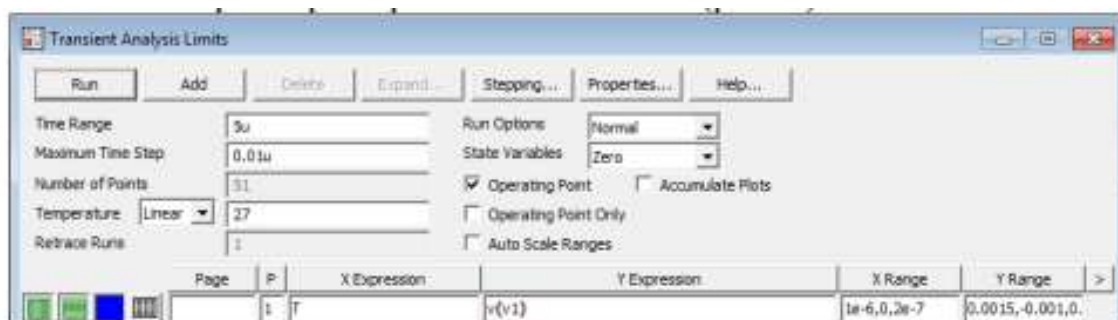 Transient Analysis Limits
Run Add Delete Expand... Stepping... Properties... Help...
Time Range 5u Run Options Normal
Maximum Time Step 0.01u State Variables Zero
Number of Points 51 Operating Point Accumulate Plots
Temperature Linear 27 Operating Point Only
Retrace Runs 1 Auto Scale Ranges
Page P X Expression Y Expression X Range Y Range >
1 T v(v1) 1e-6,0,2e-7 0.0015,-0.001,0.